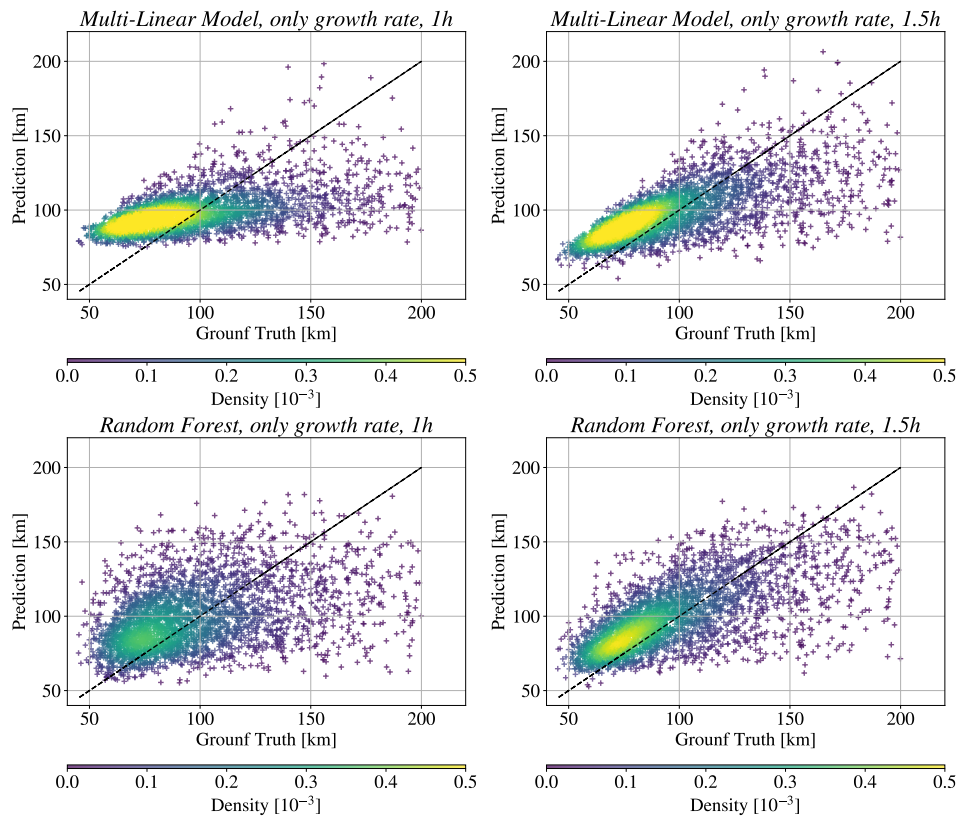 Multi-Linear Model, only growth rate, 1h
Prediction [km]
200
150
100
50
50 100 150 200
Grounf Truth [km]
0.0 0.1 0.2 0.3 0.4 0.5
Density [10⁻³]
Multi-Linear Model, only growth rate, 1.5h
Prediction [km]
200
150
100
50
50 100 150 200
Grounf Truth [km]
0.0 0.1 0.2 0.3 0.4 0.5
Density [10⁻³]
Random Forest, only growth rate, 1h
Prediction [km]
200
150
100
50
50 100 150 200
Grounf Truth [km]
0.0 0.1 0.2 0.3 0.4 0.5
Density [10⁻³]
Random Forest, only growth rate, 1.5h
Prediction [km]
200
150
100
50
50 100 150 200
Grounf Truth [km]
0.0 0.1 0.2 0.3 0.4 0.5
Density [10⁻³]